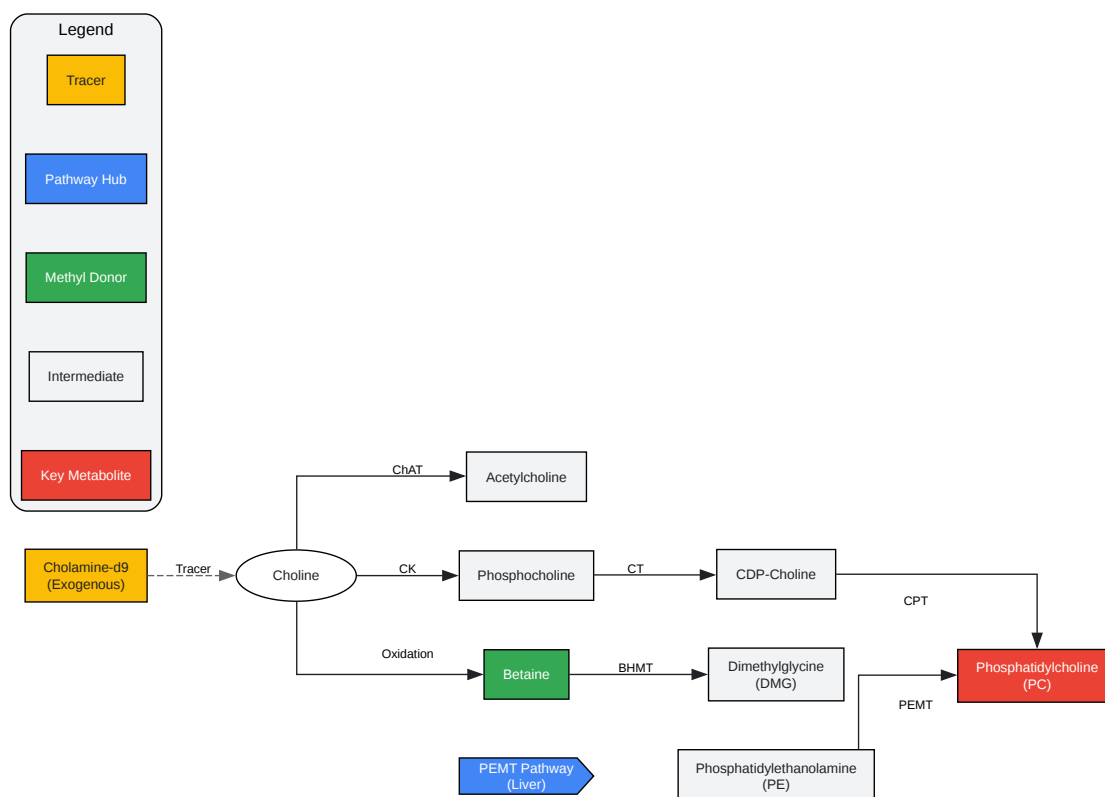 Legend
Tracer
Pathway Hub
Methyl Donor
Intermediate
Key Metabolite
ChAT
Acetylcholine
Cholamine-d9
(Exogenous)
Tracer
Choline
CK
Phosphocholine
CT
CDP-Choline
CPT
Oxidation
Betaine
BHMT
Dimethylglycine
(DMG)
Phosphatidylcholine
(PC)
PEMT
PEMT Pathway
(Liver)
Phosphatidylethanolamine
(PE)